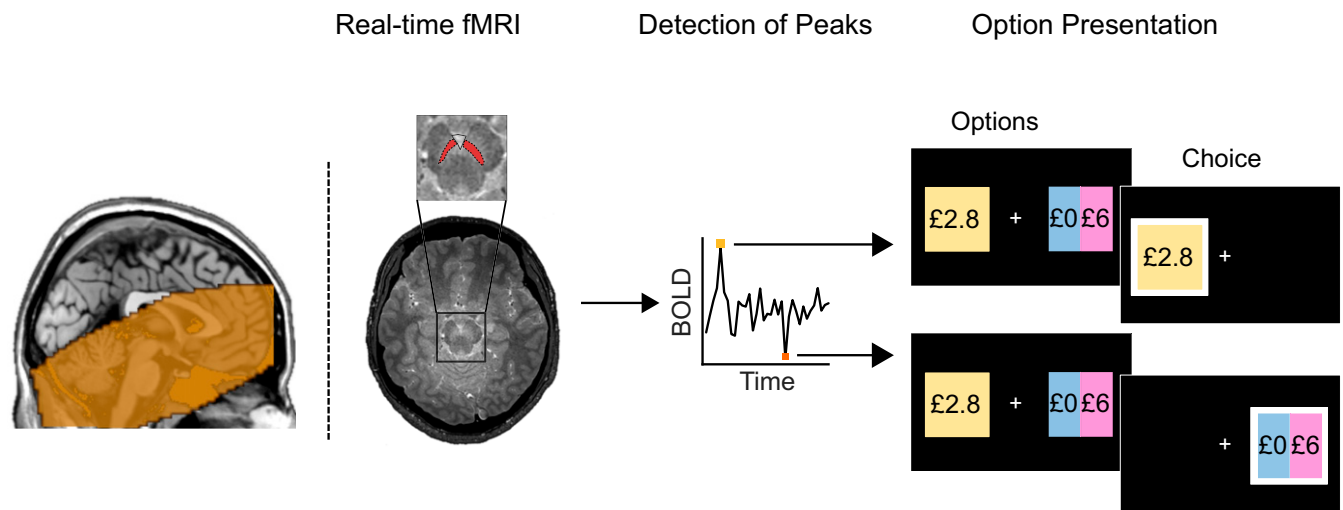 Real-time fMRI
Detection of Peaks
Option Presentation
Options
Choice
£2.8 + £0 £6
£2.8 +
BOLD
Time
£2.8 + £0 £6
+ £0 £6